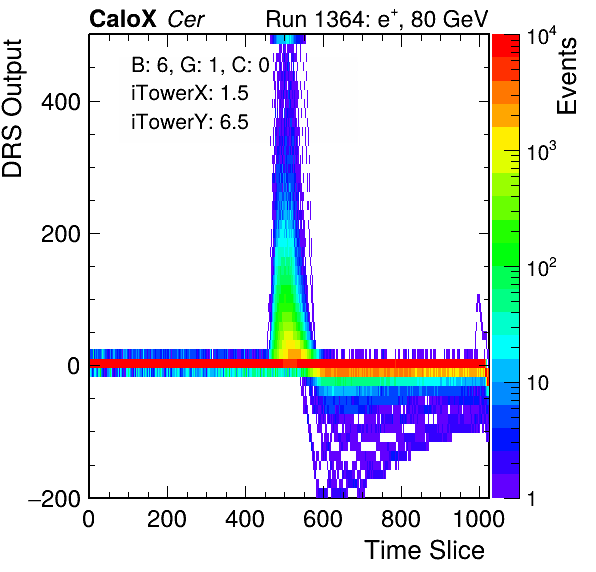 CaloX Cer Run 1364: e⁺, 80 GeV
B: 6, G: 1, C: 0
iTowerX: 1.5
iTowerY: 6.5
DRS Output
400
200
0
−200
0 200 400 600 800 1000
Time Slice
Events
10⁴
10³
10²
10
1